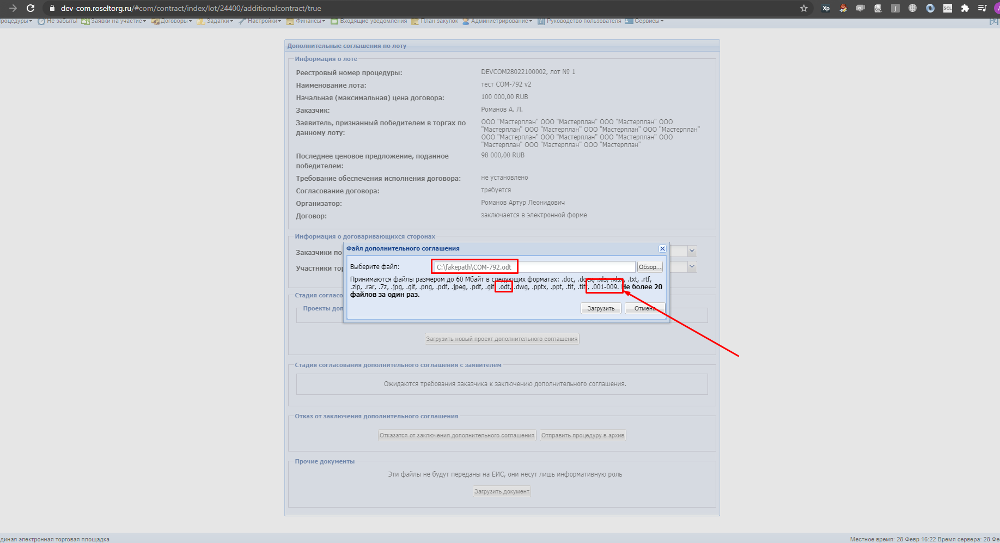 dev-com.roseltorg.ru/#com/contract/index/lot/24400/additionalcontract/true
Xp
j
SCL
роцедуры Не забыть! Заявки на участие Договоры Задатки Настройки Финансы Входящие уведомления План закупок Администрирование Руководство пользователя Сервисы
Дополнительные соглашения по лоту
Информация о лоте
Реестровый номер процедуры: DEVCOM28022100002, лот № 1
Наименование лота: тест COM-792 v2
Начальная (максимальная) цена договора: 100 000,00 RUB
Заказчик: Романов А. Л.
Заявитель, признанный победителем в торгах по
данному лоту:
ООО "Мастерплан" ООО "Мастерплан" ООО "Мастерплан" ООО
"Мастерплан" ООО "Мастерплан" ООО "Мастерплан" ООО "Мастерплан"
ООО "Мастерплан" ООО "Мастерплан" ООО "Мастерплан" ООО
"Мастерплан" ООО "Мастерплан" ООО "Мастерплан"
Последнее ценовое предложение, поданное
победителем:
98 000,00 RUB
Требование обеспечения исполнения договора: не установлено
Согласование договора: требуется
Организатор: Романов Артур Леонидович
Договор: заключается в электронной форме
Информация о договаривающихся сторонах
Заказчики по
Участники тор
Файл дополнительного соглашения
Выберите файл: C:\fakepath\COM-792.odt Обзор...
Принимаются файлы размером до 60 Мбайт в следующих форматах: .doc, .docx, .xls, .xlsx, .txt, .rtf,
.zip, .rar, .7z, .jpg, .gif, .png, .pdf, .jpeg, .pdf, .gif, .odt, .dwg, .pptx, .ppt, .tif, .tiff, .001-009. Не более 20
файлов за один раз.
Загрузить Отмена
Стадия согласо
Проекты доп
Загрузить новый проект дополнительного соглашения
Стадия согласования дополнительного соглашения с заявителем
Ожидаются требования заказчика к заключению дополнительного соглашения.
Отказ от заключения дополнительного соглашения
Отказатся от заключения дополнительного соглашения Отправить процедуру в архив
Прочие документы
Эти файлы не будут переданы на ЕИС, они несут лишь информативную роль
Загрузить документ
диная электронная торговая площадка
Местное время: 28 Февр 16:22 Время сервера: 28 Фе